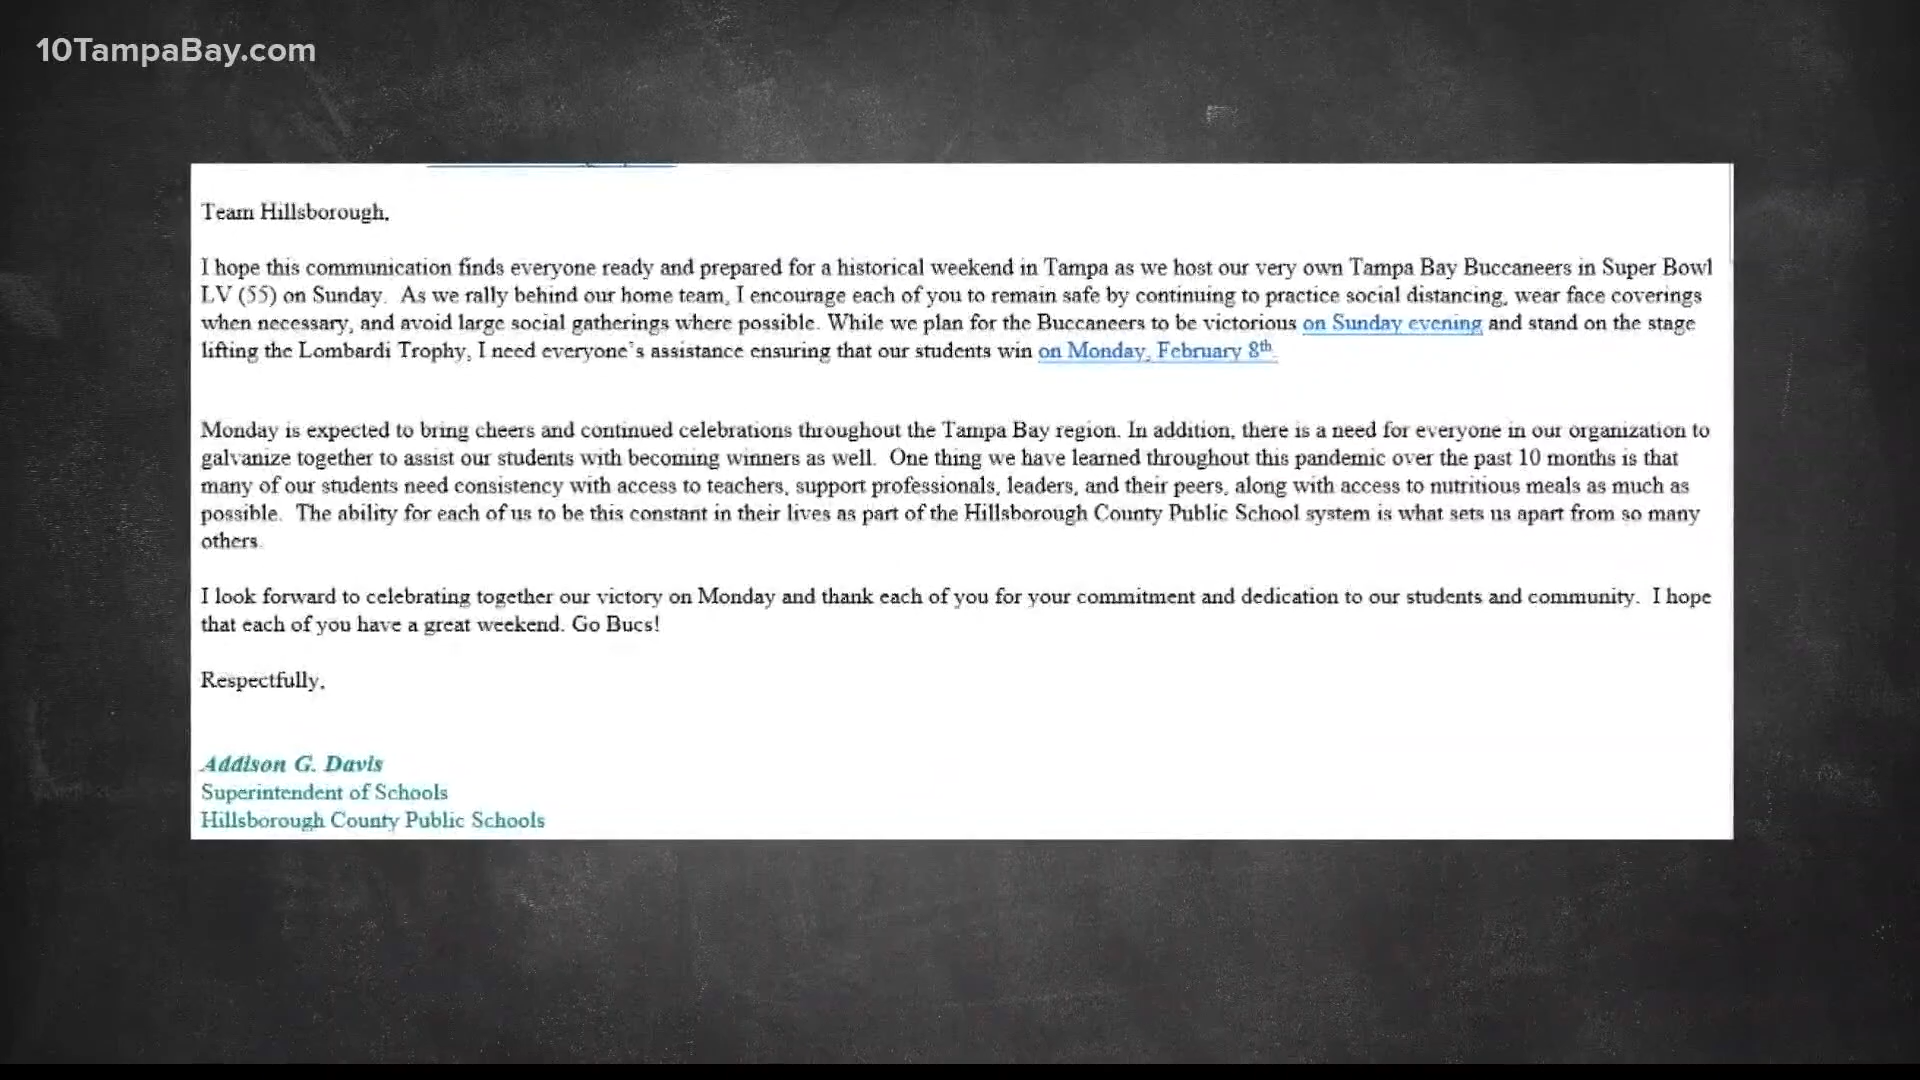 10TampaBay.com
Team Hillsborough,
I hope this communication finds everyone ready and prepared for a historical weekend in Tampa as we host our very own Tampa Bay Buccaneers in Super Bowl
LV (55) on Sunday.  As we rally behind our home team, I encourage each of you to remain safe by continuing to practice social distancing, wear face coverings
when necessary, and avoid large social gatherings where possible. While we plan for the Buccaneers to be victorious on Sunday evening and stand on the stage
lifting the Lombardi Trophy, I need everyone's assistance ensuring that our students win on Monday, February 8th.
Monday is expected to bring cheers and continued celebrations throughout the Tampa Bay region. In addition, there is a need for everyone in our organization to
galvanize together to assist our students with becoming winners as well.  One thing we have learned throughout this pandemic over the past 10 months is that
many of our students need consistency with access to teachers, support professionals, leaders, and their peers, along with access to nutritious meals as much as
possible.  The ability for each of us to be this constant in their lives as part of the Hillsborough County Public School system is what sets us apart from so many
others.
I look forward to celebrating together our victory on Monday and thank each of you for your commitment and dedication to our students and community.  I hope
that each of you have a great weekend. Go Bucs!
Respectfully,
Addison G. Davis
Superintendent of Schools
Hillsborough County Public Schools